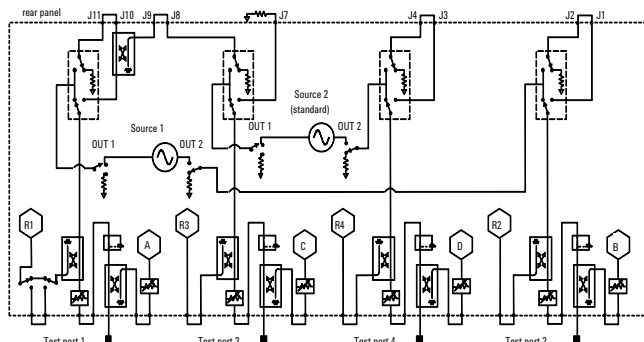 rear panel
J11 J10 J9 J8 J7 J4 J3 J2 J1
Source 2
(standard)
Source 1
OUT 1 OUT 2
OUT 1 OUT 2
R1 A R3 C R4 D R2 B
Test port 1 Test port 3 Test port 4 Test port 2